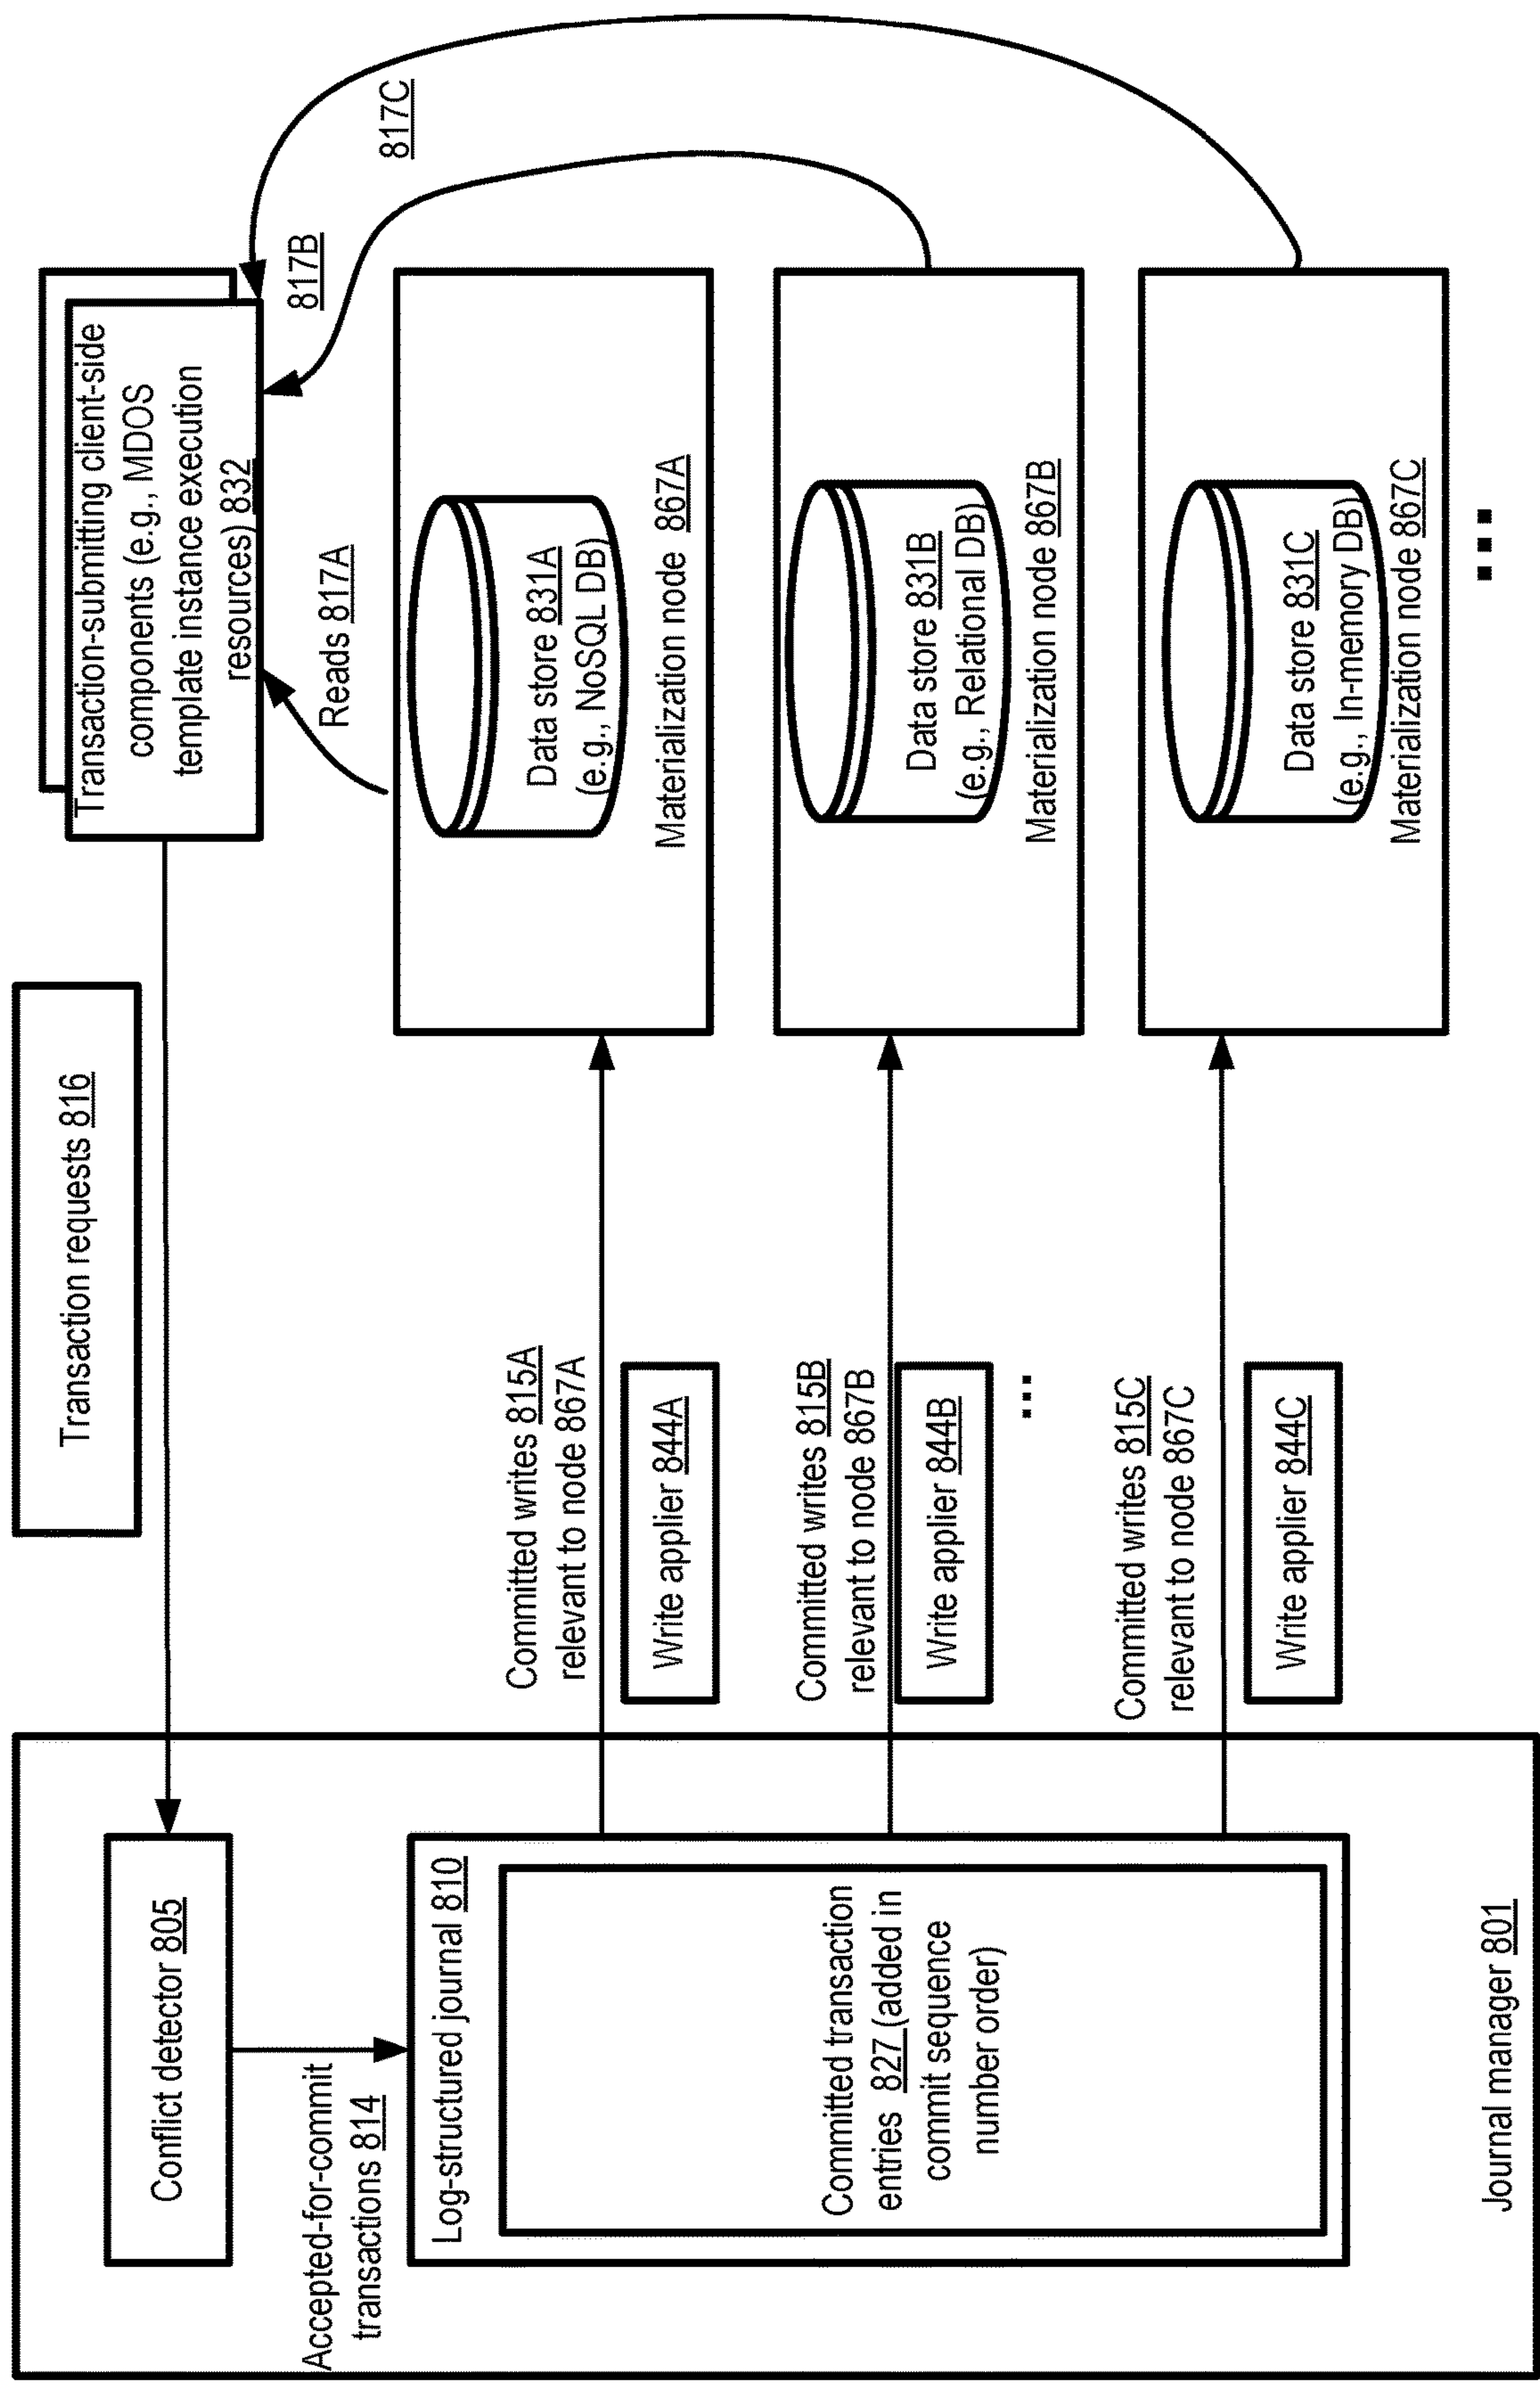 Transaction requests 816
Transaction-submitting client-side
components (e.g., MDOS
template instance execution
resources) 832
Conflict detector 805
Accepted-for-commit
transactions 814
Log-structured journal 810
Committed transaction
entries 827 (added in
commit sequence
number order)
Journal manager 801
Committed writes 815A
relevant to node 867A
Write applier 844A
Committed writes 815B
relevant to node 867B
Write applier 844B
...
Committed writes 815C
relevant to node 867C
Write applier 844C
Reads 817A
817B
817C
Data store 831A
(e.g., NoSQL DB)
Materialization node 867A
Data store 831B
(e.g., Relational DB)
Materialization node 867B
Data store 831C
(e.g., In-memory DB)
Materialization node 867C
...